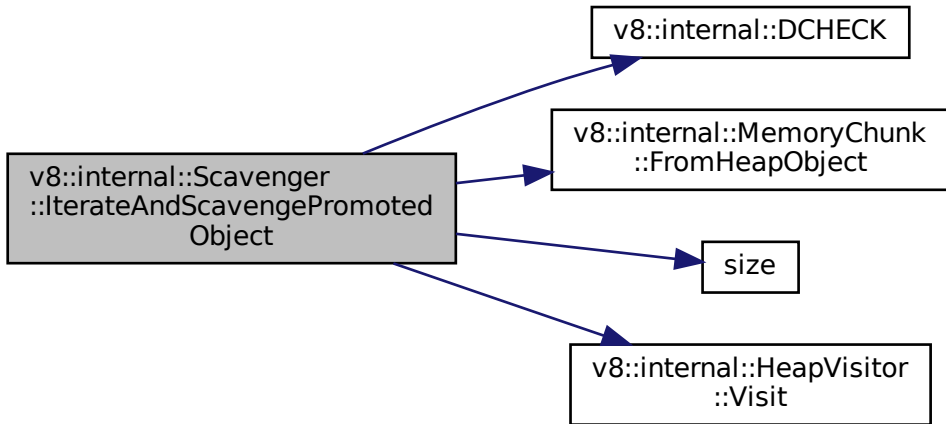 v8::internal::DCHECK
v8::internal::MemoryChunk
::FromHeapObject
v8::internal::Scavenger
::IterateAndScavengePromoted
Object
size
v8::internal::HeapVisitor
::Visit